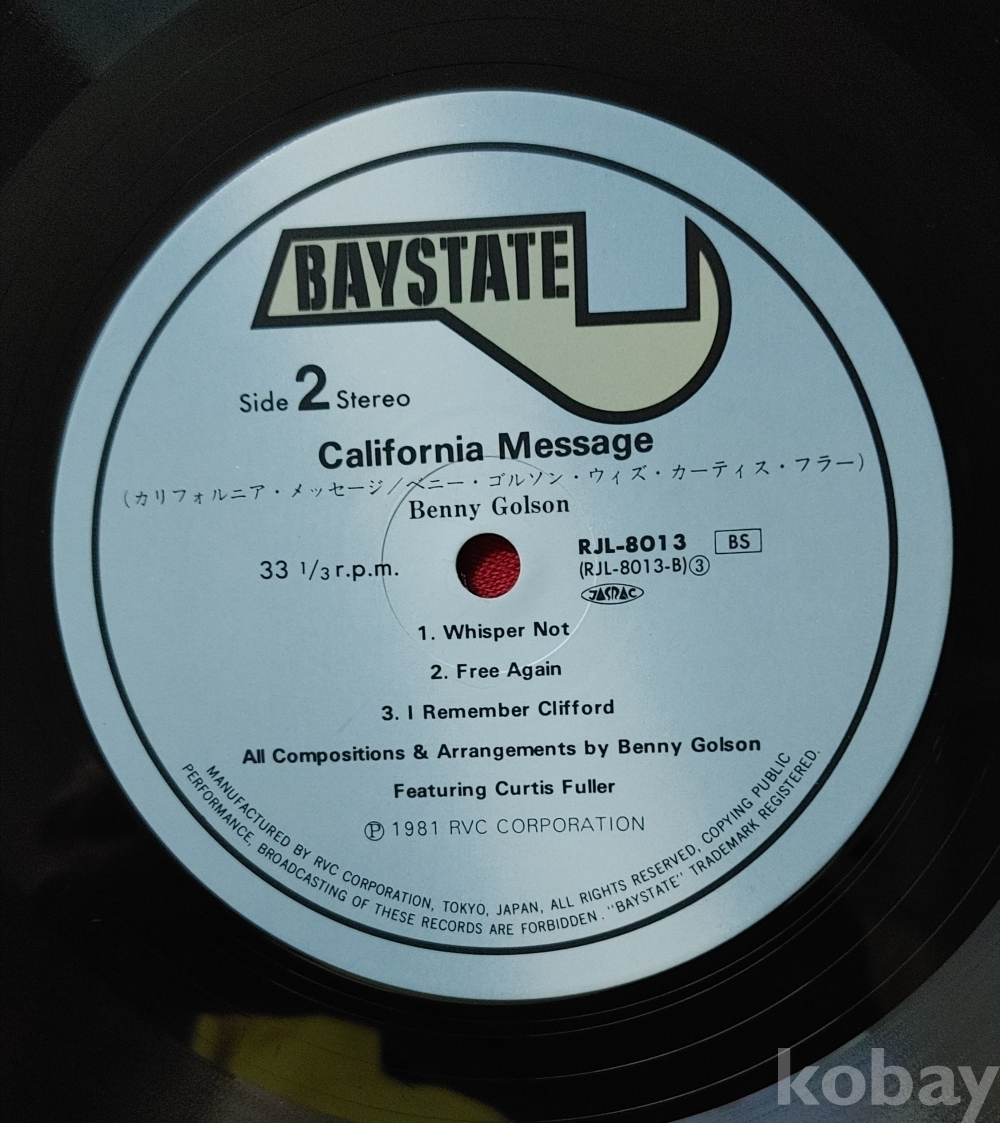 BAYSTATE
Side 2 Stereo
California Message
(カリフォルニア・メッセージ/ベニー・ゴルソン・ウィズ・カーティス・フラー)
Benny Golson
33 1/3 r.p.m.
RJL-8013 BS
(RJL-8013-B)③
JASRAC
1. Whisper Not
2. Free Again
3. I Remember Clifford
All Compositions & Arrangements by Benny Golson
Featuring Curtis Fuller
Ⓟ 1981 RVC CORPORATION
MANUFACTURED BY RVC CORPORATION, TOKYO, JAPAN, ALL RIGHTS RESERVED, COPYING PUBLIC
PERFORMANCE, BROADCASTING OF THESE RECORDS ARE FORBIDDEN. "BAYSTATE" TRADEMARK REGISTERED.
kobay